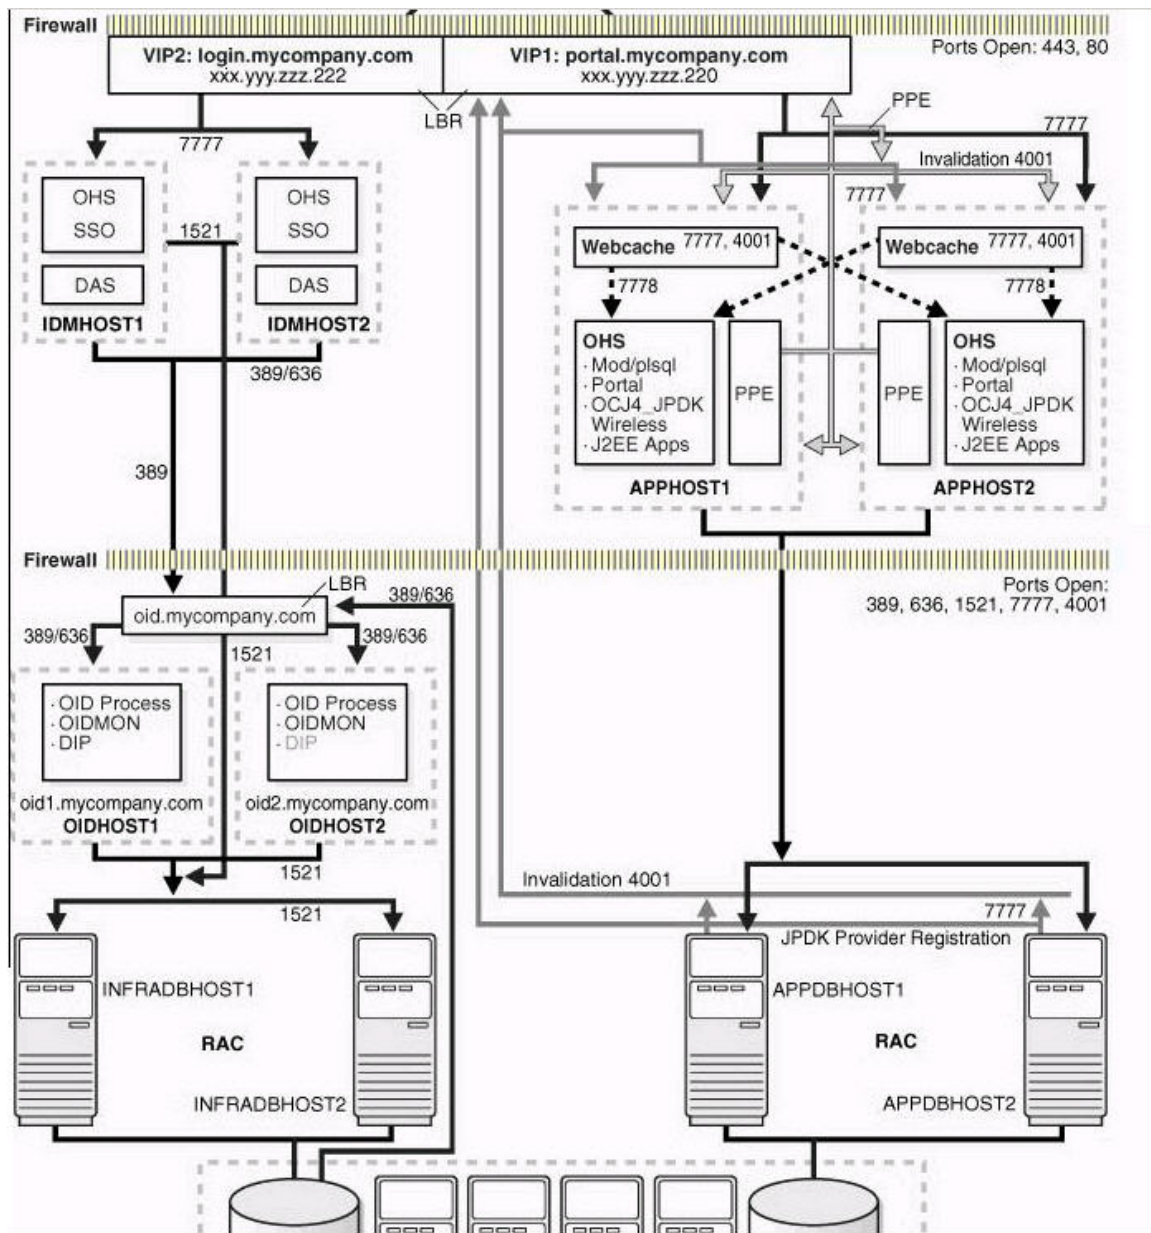 Firewall
Ports Open: 443, 80
VIP2: login.mycompany.com
xxx.yyy.zzz.222
VIP1: portal.mycompany.com
xxx.yyy.zzz.220
LBR
PPE
7777
7777
Invalidation 4001
7777
OHS
SSO
DAS
IDMHOST1
1521
OHS
SSO
DAS
IDMHOST2
389/636
389
Webcache 7777, 4001
Webcache 7777, 4001
7778
7778
OHS
· Mod/plsql
· Portal
· OCJ4_JPDK
Wireless
· J2EE Apps
PPE
APPHOST1
PPE
OHS
· Mod/plsql
· Portal
· OCJ4_JPDK
Wireless
· J2EE Apps
APPHOST2
Firewall
Ports Open:
389, 636, 1521, 7777, 4001
LBR
oid.mycompany.com
389/636
389/636
389/636
1521
· OID Process
· OIDMON
· DIP
oid1.mycompany.com
OIDHOST1
· OID Process
· OIDMON
· DIP
oid2.mycompany.com
OIDHOST2
1521
1521
Invalidation 4001
7777
JPDK Provider Registration
INFRADBHOST1
RAC
INFRADBHOST2
APPDBHOST1
RAC
APPDBHOST2